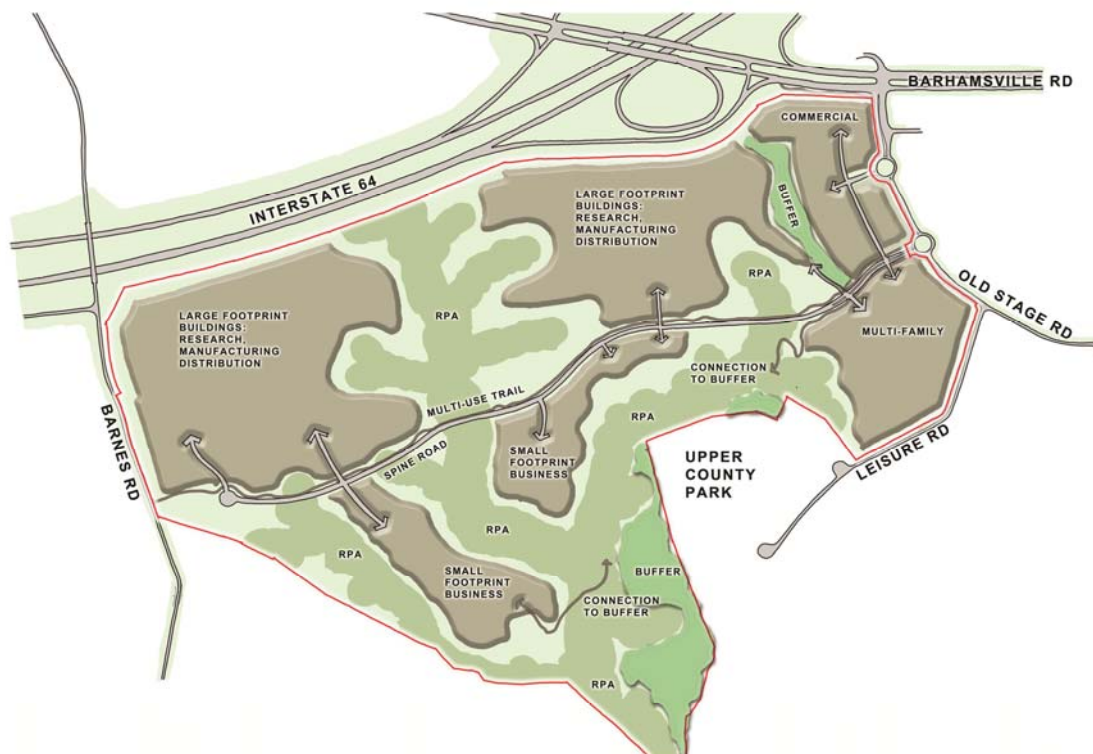 BARHAMSVILLE RD
COMMERCIAL
INTERSTATE 64
LARGE FOOTPRINT
BUILDINGS:
RESEARCH,
MANUFACTURING
DISTRIBUTION
BUFFER
RPA
OLD STAGE RD
LARGE FOOTPRINT
BUILDINGS:
RESEARCH,
MANUFACTURING
DISTRIBUTION
RPA
MULTI-FAMILY
CONNECTION
TO BUFFER
MULTI-USE TRAIL
RPA
BARNES RD
SPINE ROAD
SMALL
FOOTPRINT
BUSINESS
UPPER
COUNTY
PARK
LEISURE RD
RPA
RPA
SMALL
FOOTPRINT
BUSINESS
BUFFER
CONNECTION
TO BUFFER
RPA